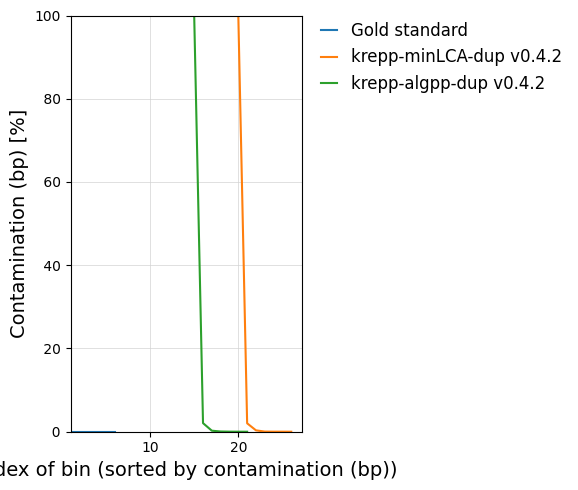 100
80
60
40
20
0
10
20
Contamination (bp) [%]
dex of bin (sorted by contamination (bp))
Gold standard
krepp-minLCA-dup v0.4.2
krepp-algpp-dup v0.4.2